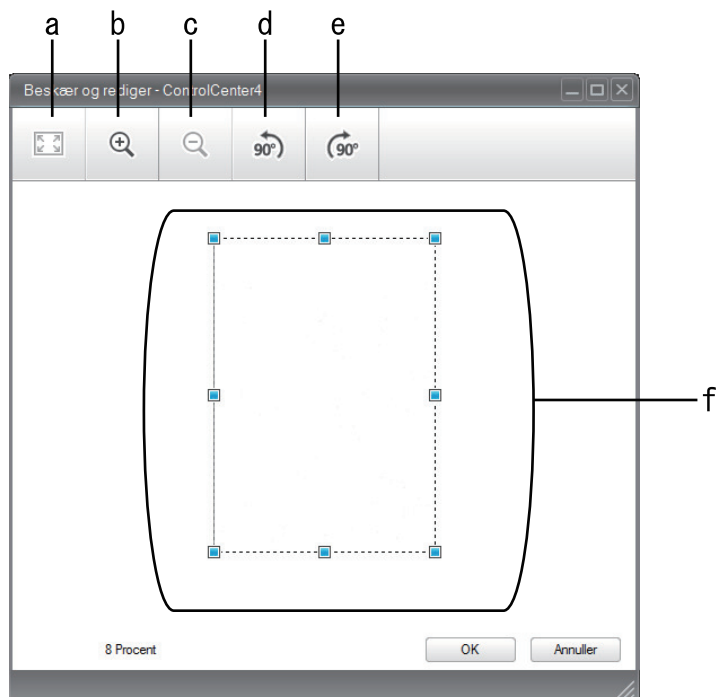 a b c d e
Beskær og rediger - ControlCenter4
90° 90°
f
8 Procent OK Annuller